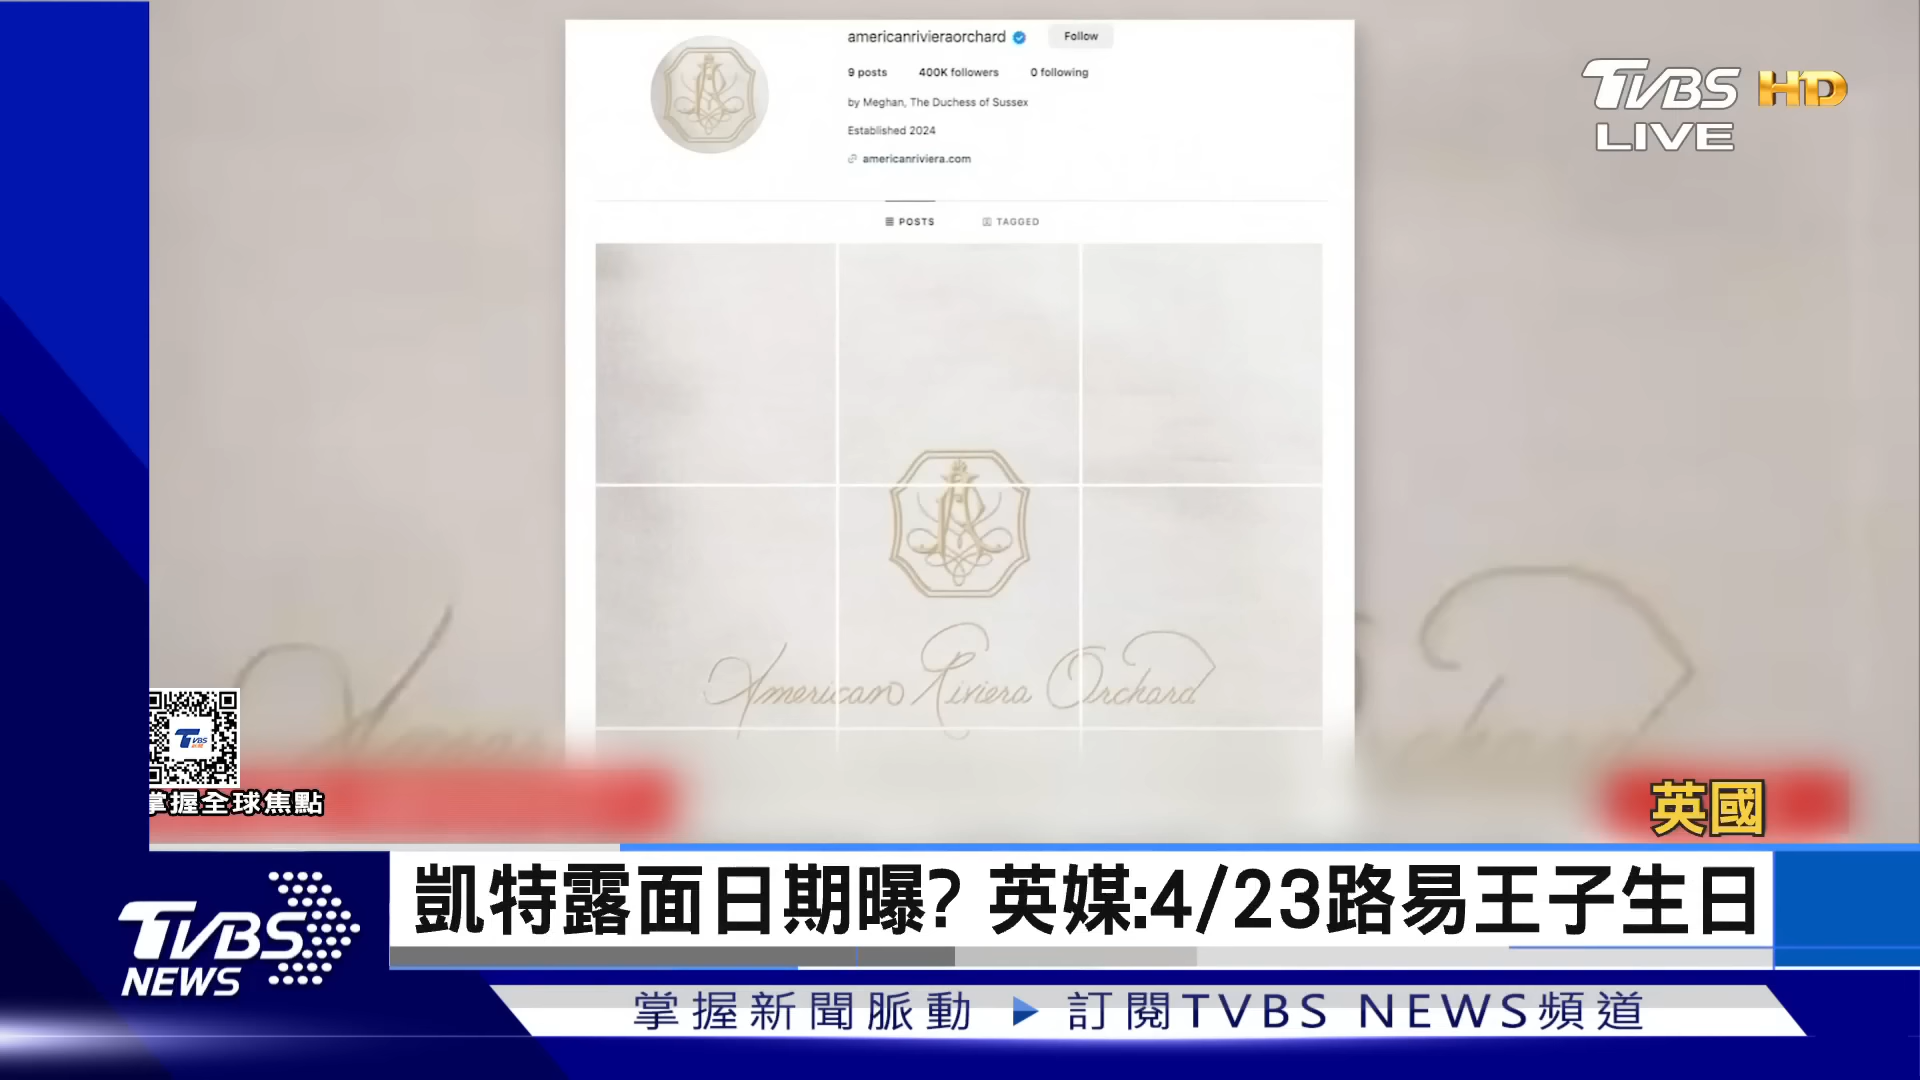 americanrivieraorchard
Follow
9 posts 400K followers 0 following
by Meghan, The Duchess of Sussex
Established 2024
americanriviera.com
POSTS TAGGED
American Riviera Orchard
TVBS HD
LIVE
TVBS
掌握全球焦點
英國
凱特露面日期曝? 英媒:4/23路易王子生日
TVBS
NEWS
掌握新聞脈動 ▶ 訂閱TVBS NEWS頻道